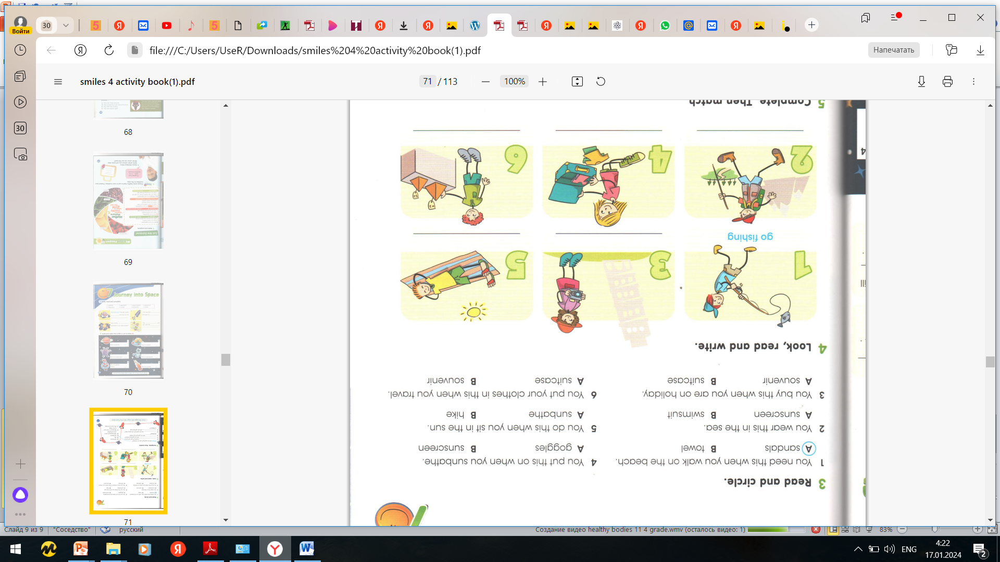 Войти
30
file:///C:/Users/UseR/Downloads/smiles%204%20activity%20book(1).pdf
Напечатать
smiles 4 activity book(1).pdf
71 / 113
100%
30
68
69
70
Journey into Space
71
3 Read and circle.
1 You need this when you walk on the beach.
A sandals B towel
2 You wear this in the sea.
A sunscreen B swimsuit
3 You buy this when you are on holiday.
A souvenir B suitcase
4 You put this on when you sunbathe.
A goggles B sunscreen
5 You do this when you sit in the sun.
A sunbathe B hike
6 You put your clothes in this when you travel.
A suitcase B souvenir
4 Look, read and write.
1
go fishing
3
5
2
4
6
5 Complete. Then match
Слайд 9 из 9
"Соседство"
русский
Создание видео healthy bodies 11 4 grade.wmv (осталось видео: 1)
83%
ENG
4:22
17.01.2024
2